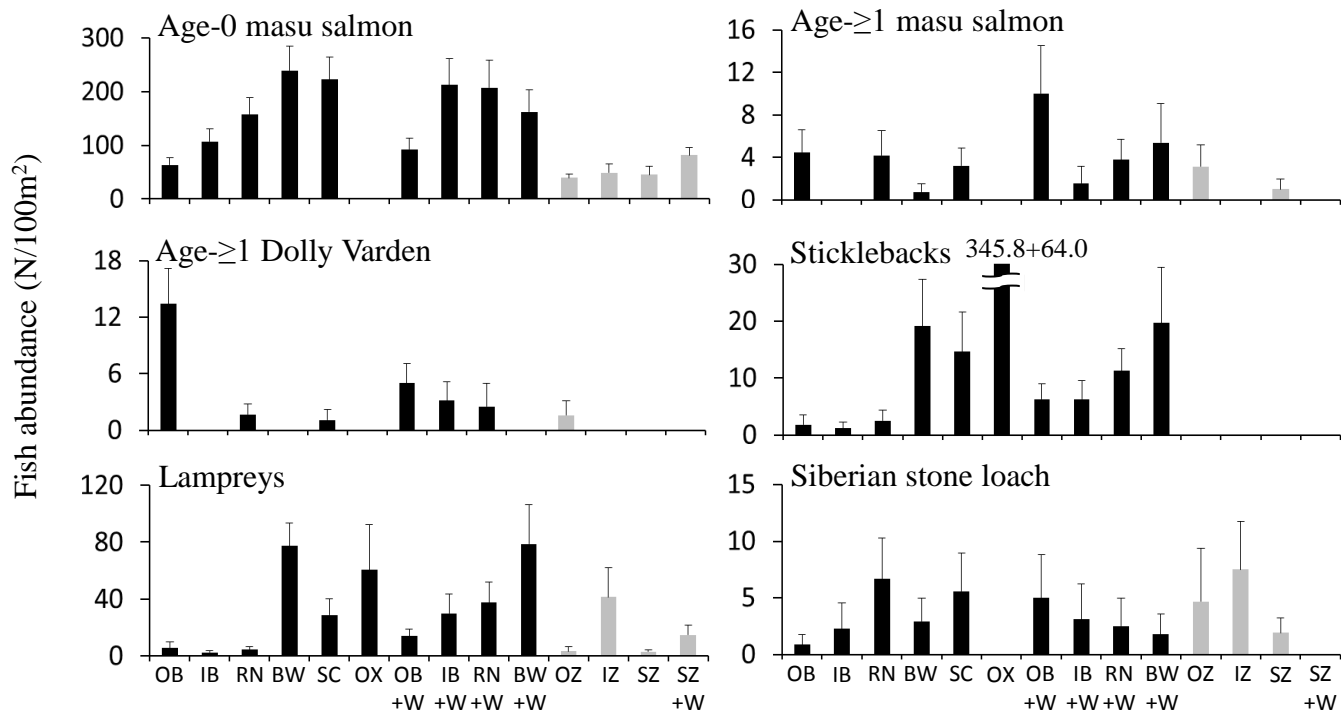 Fish abundance (N/100m²)
Age-0 masu salmon
300
200
100
0
Age-≥1 masu salmon
16
12
8
4
0
Age-≥1 Dolly Varden
18
12
6
0
Sticklebacks 345.8+64.0
30
20
10
0
Lampreys
120
80
40
0
OB IB RN BW SC OX OB IB RN BW OZ IZ SZ SZ
+W +W +W +W +W
Siberian stone loach
15
10
5
0
OB IB RN BW SC OX OB IB RN BW OZ IZ SZ SZ
+W +W +W +W +W